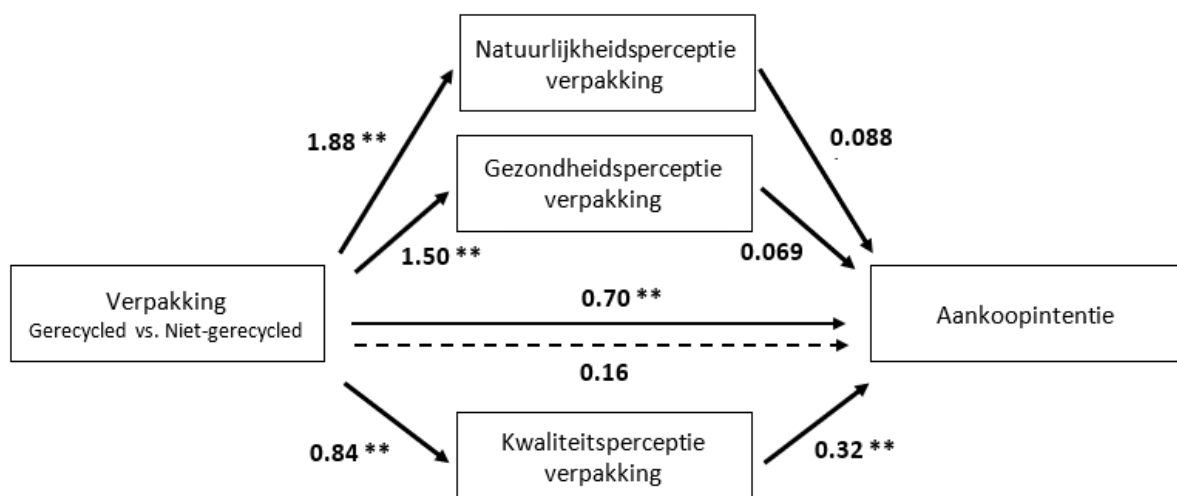 Natuurlijkheidsperceptie
verpakking
1.88 **
0.088
Gezondheidsperceptie
verpakking
1.50 **
0.069
Verpakking
Gerecycled vs. Niet-gerecycled
0.70 **
0.16
Aankoopintentie
0.84 **
Kwaliteitsperceptie
verpakking
0.32 **